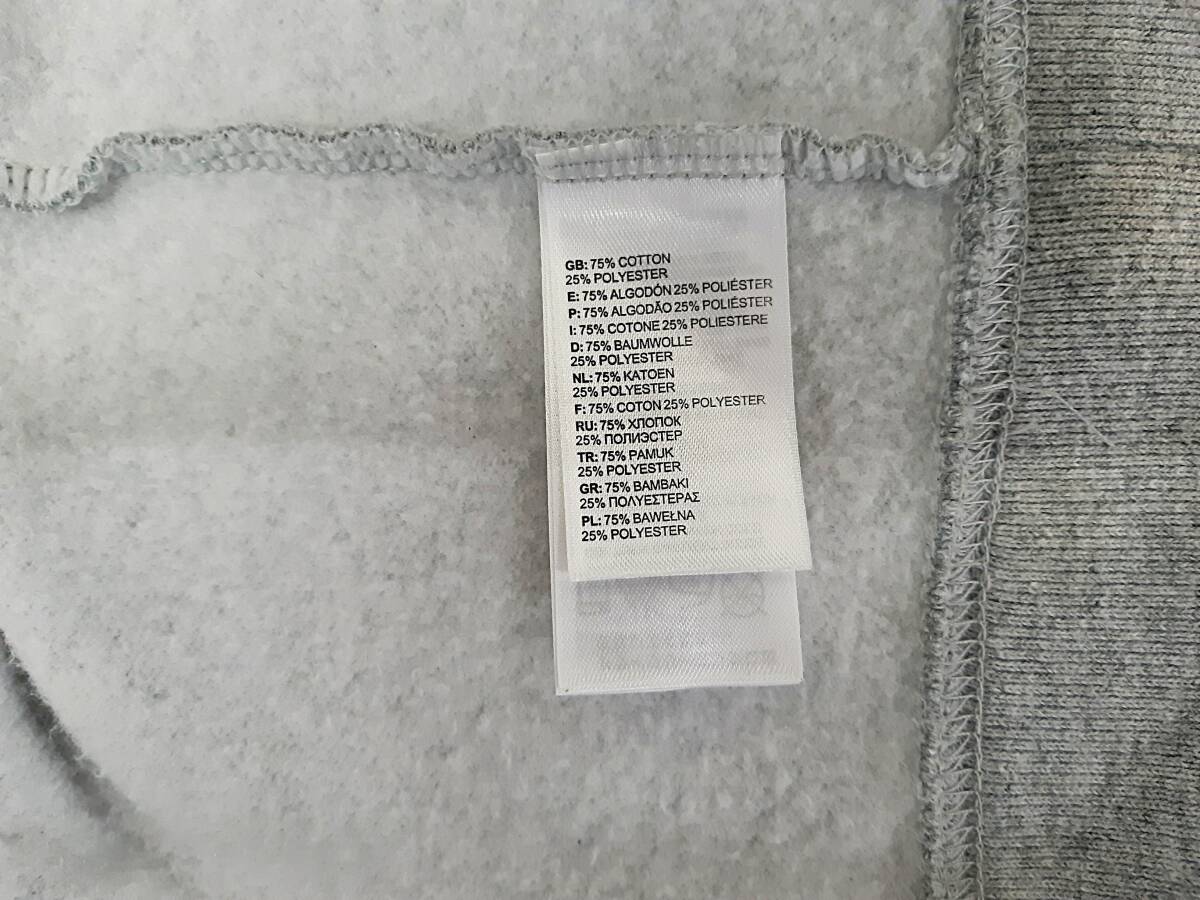 GB: 75% COTTON
25% POLYESTER
E: 75% ALGODÓN 25% POLIÉSTER
P: 75% ALGODÃO 25% POLIÉSTER
I: 75% COTONE 25% POLIESTERE
D: 75% BAUMWOLLE
25% POLYESTER
NL: 75% KATOEN
25% POLYESTER
F: 75% COTON 25% POLYESTER
RU: 75% ХЛОПОК
25% ПОЛИЭСТЕР
TR: 75% PAMUK
25% POLYESTER
GR: 75% ΒΑΜΒΑΚΙ
25% ΠΟΛΥΕΣΤΕΡΑΣ
PL: 75% BAWEŁNA
25% POLYESTER